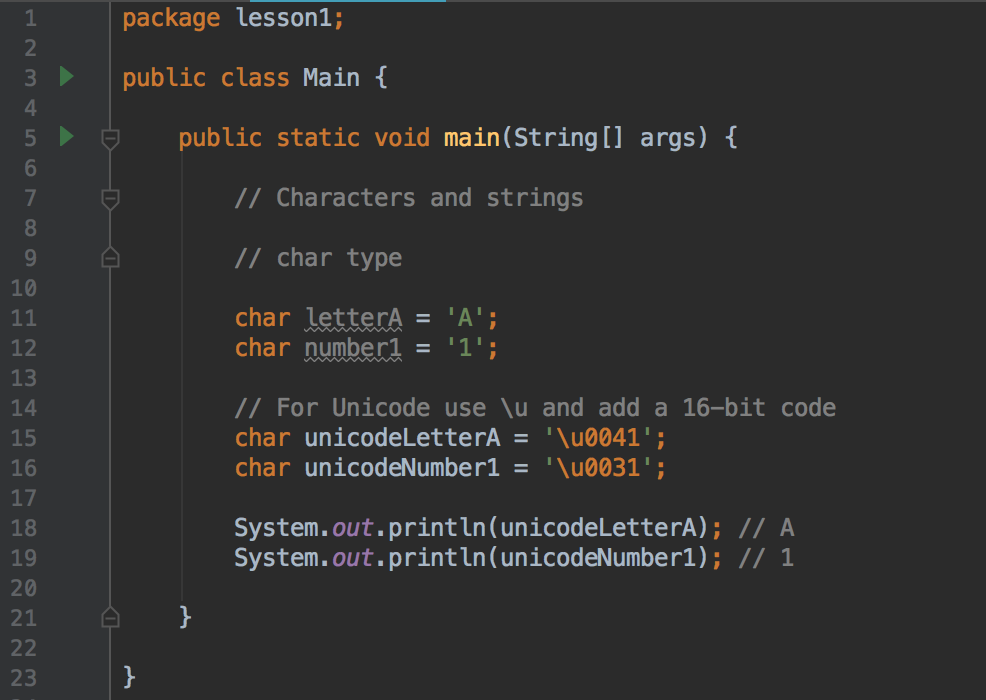 1 package lesson1;
2
3 public class Main {
4
5 public static void main(String[] args) {
6
7 // Characters and strings
8
9 // char type
10
11 char letterA = 'A';
12 char number1 = '1';
13
14 // For Unicode use \u and add a 16-bit code
15 char unicodeLetterA = '\u0041';
16 char unicodeNumber1 = '\u0031';
17
18 System.out.println(unicodeLetterA); // A
19 System.out.println(unicodeNumber1); // 1
20
21 }
22
23 }